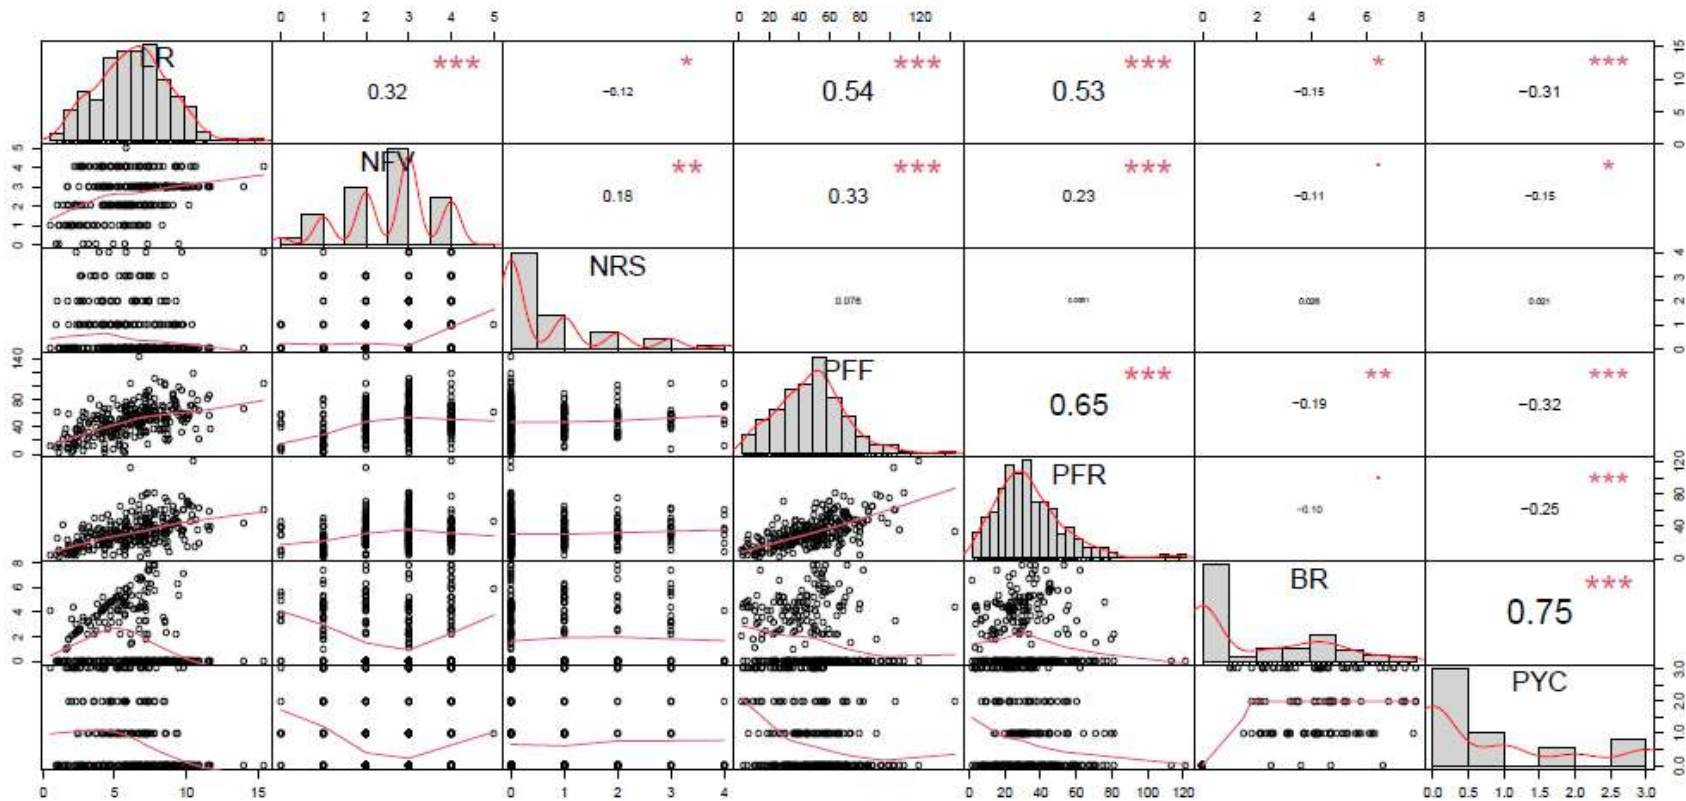 0 1 2 3 4 5 0 20 40 60 80 120 0 2 4 6 8
LR *** 0.32 * −0.12 *** 0.54 *** 0.53 * −0.15 *** −0.31 0 5 10 15
0 1 2 3 4 5 NFV ** 0.18 *** 0.33 *** 0.23 . −0.11 * −0.15
NRS 0.076 0.026 0.021 0 1 2 3 4
0 40 80 140 PFF *** 0.65 ** −0.19 *** −0.32
PFR . −0.10 *** −0.25 0 40 80 120
0 2 4 6 8 BR *** 0.75
PYC 0.0 1.0 2.0 3.0
0 5 10 15 0 1 2 3 4 0 20 40 60 80 100 120 0.0 0.5 1.0 1.5 2.0 2.5 3.0